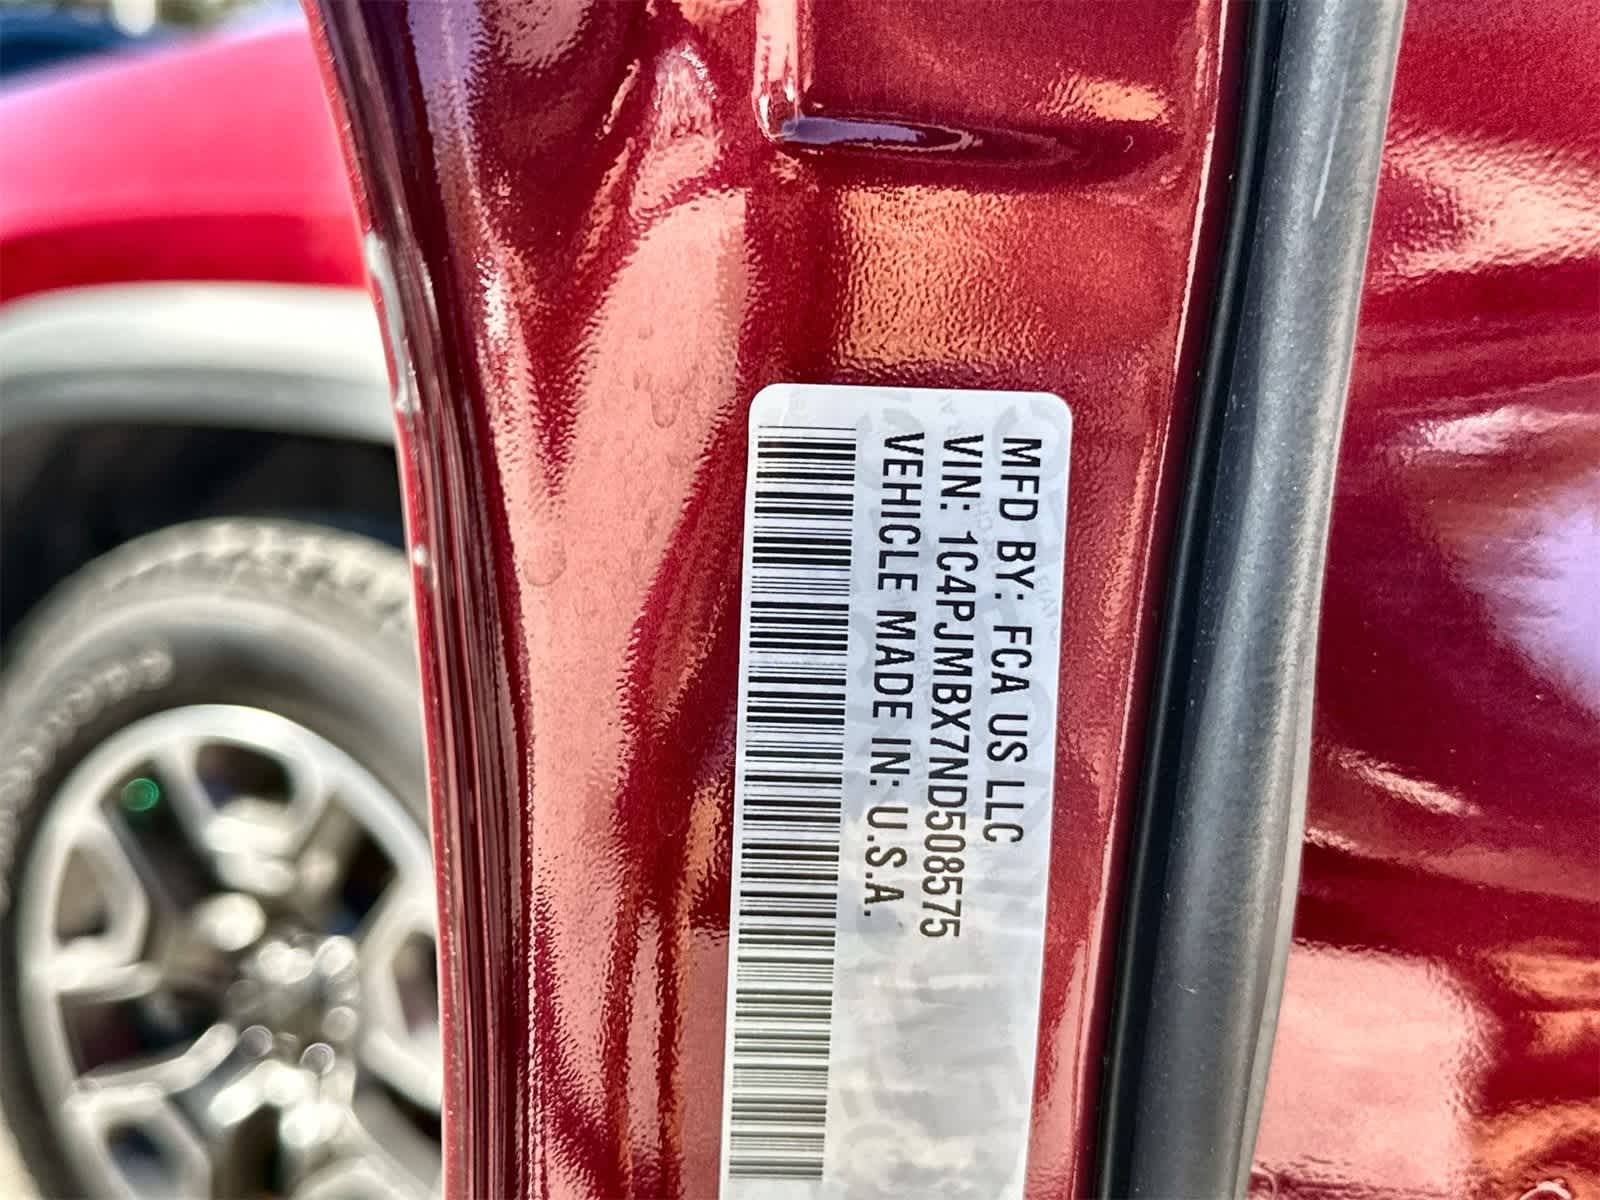 MFD BY: FCA US LLC
VIN: 1C4PJMBX7ND508575
VEHICLE MADE IN: U.S.A.